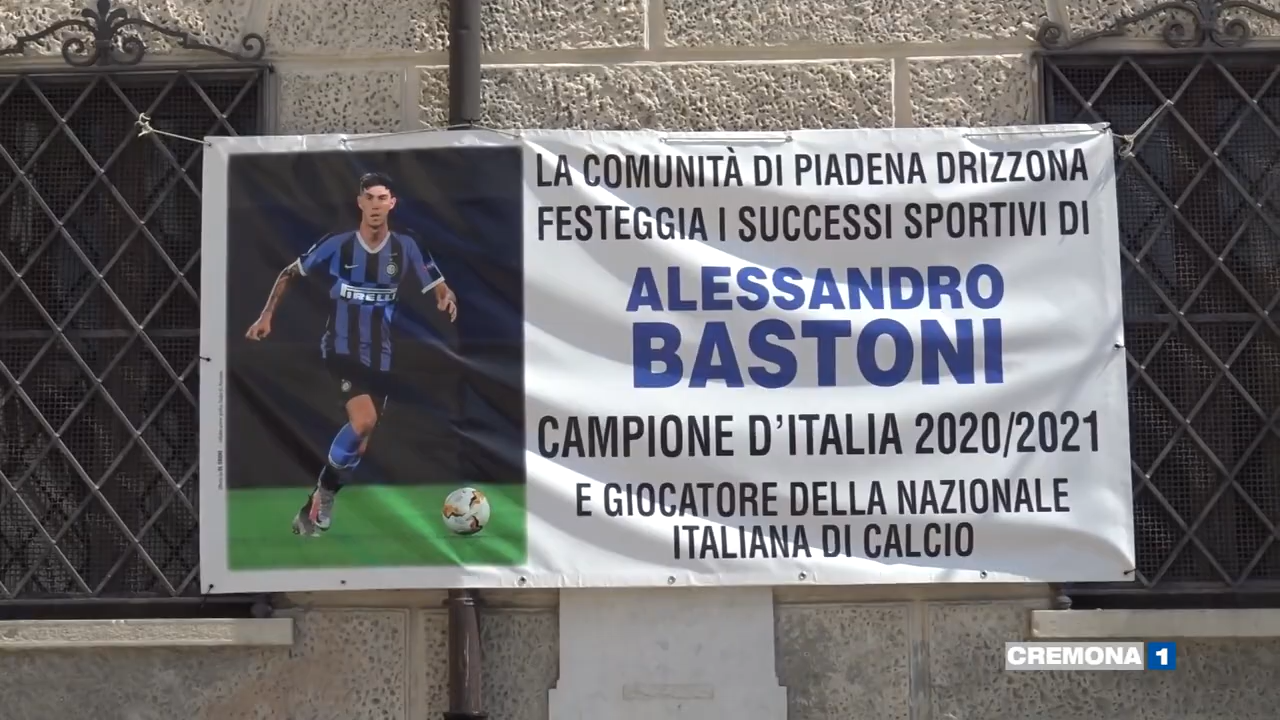 LA COMUNITÀ DI PIADENA DRIZZONA
FESTEGGIA I SUCCESSI SPORTIVI DI
ALESSANDRO
BASTONI
CAMPIONE D'ITALIA 2020/2021
E GIOCATORE DELLA NAZIONALE
ITALIANA DI CALCIO
PIRELLI
CREMONA 1